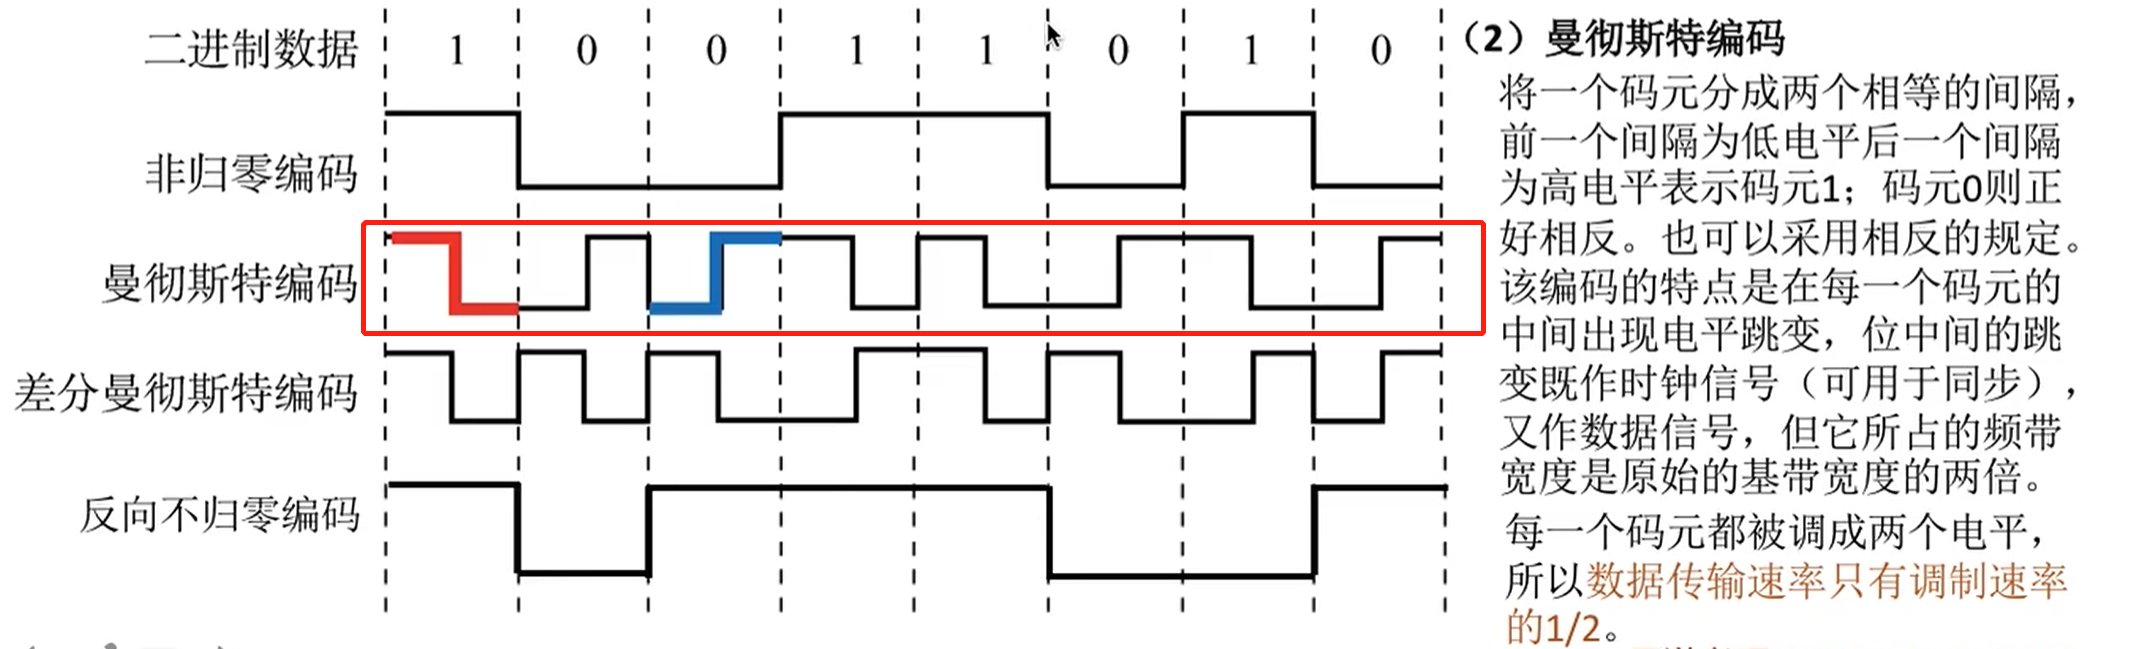 二进制数据 1 0 0 1 1 0 1 0
非归零编码
曼彻斯特编码
差分曼彻斯特编码
反向不归零编码
（2）曼彻斯特编码
将一个码元分成两个相等的间隔，
前一个间隔为低电平后一个间隔
为高电平表示码元1；码元0则正
好相反。也可以采用相反的规定。
该编码的特点是在每一个码元的
中间出现电平跳变，位中间的跳
变既作时钟信号（可用于同步），
又作数据信号，但它所占的频带
宽度是原始的基带宽度的两倍。
每一个码元都被调成两个电平，
所以数据传输速率只有调制速率
的1/2。